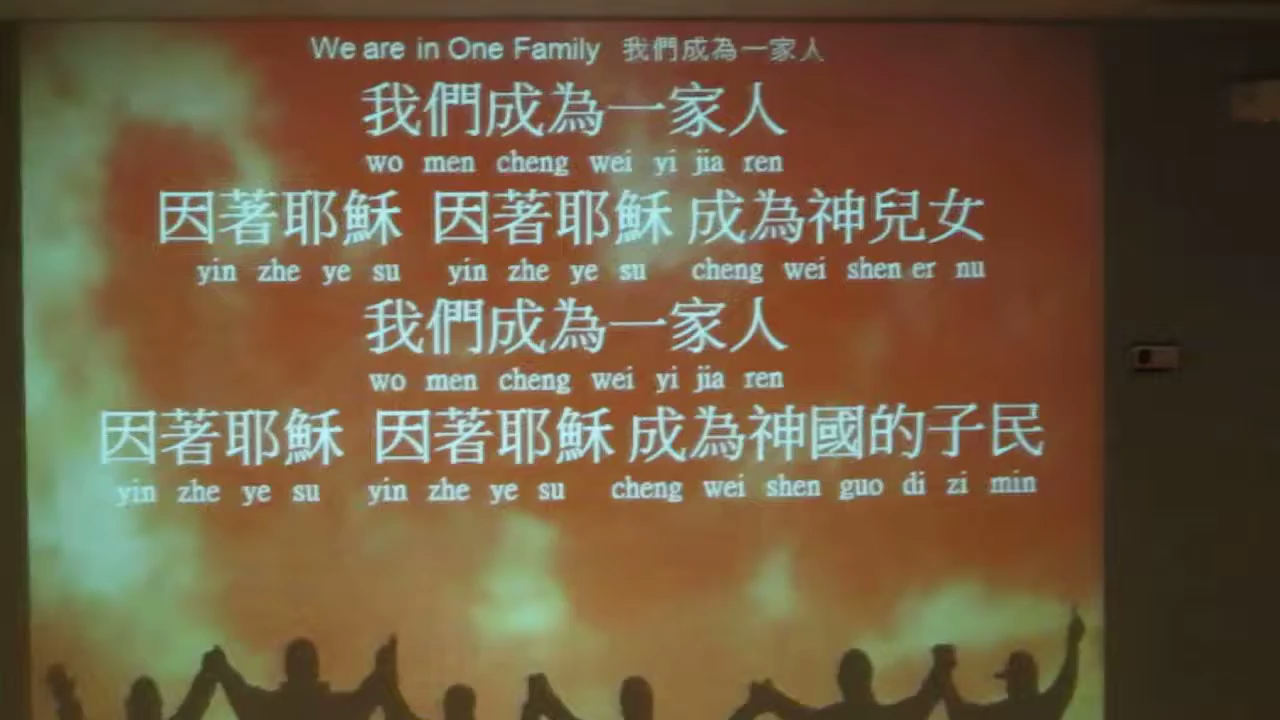 We are in One Family 我們成為一家人
我們成為一家人
wo men cheng wei yi jia ren
因著耶穌 因著耶穌 成為神兒女
yin zhe ye su yin zhe ye su cheng wei shen er nu
我們成為一家人
wo men cheng wei yi jia ren
因著耶穌 因著耶穌 成為神國的子民
yin zhe ye su yin zhe ye su cheng wei shen guo di zi min